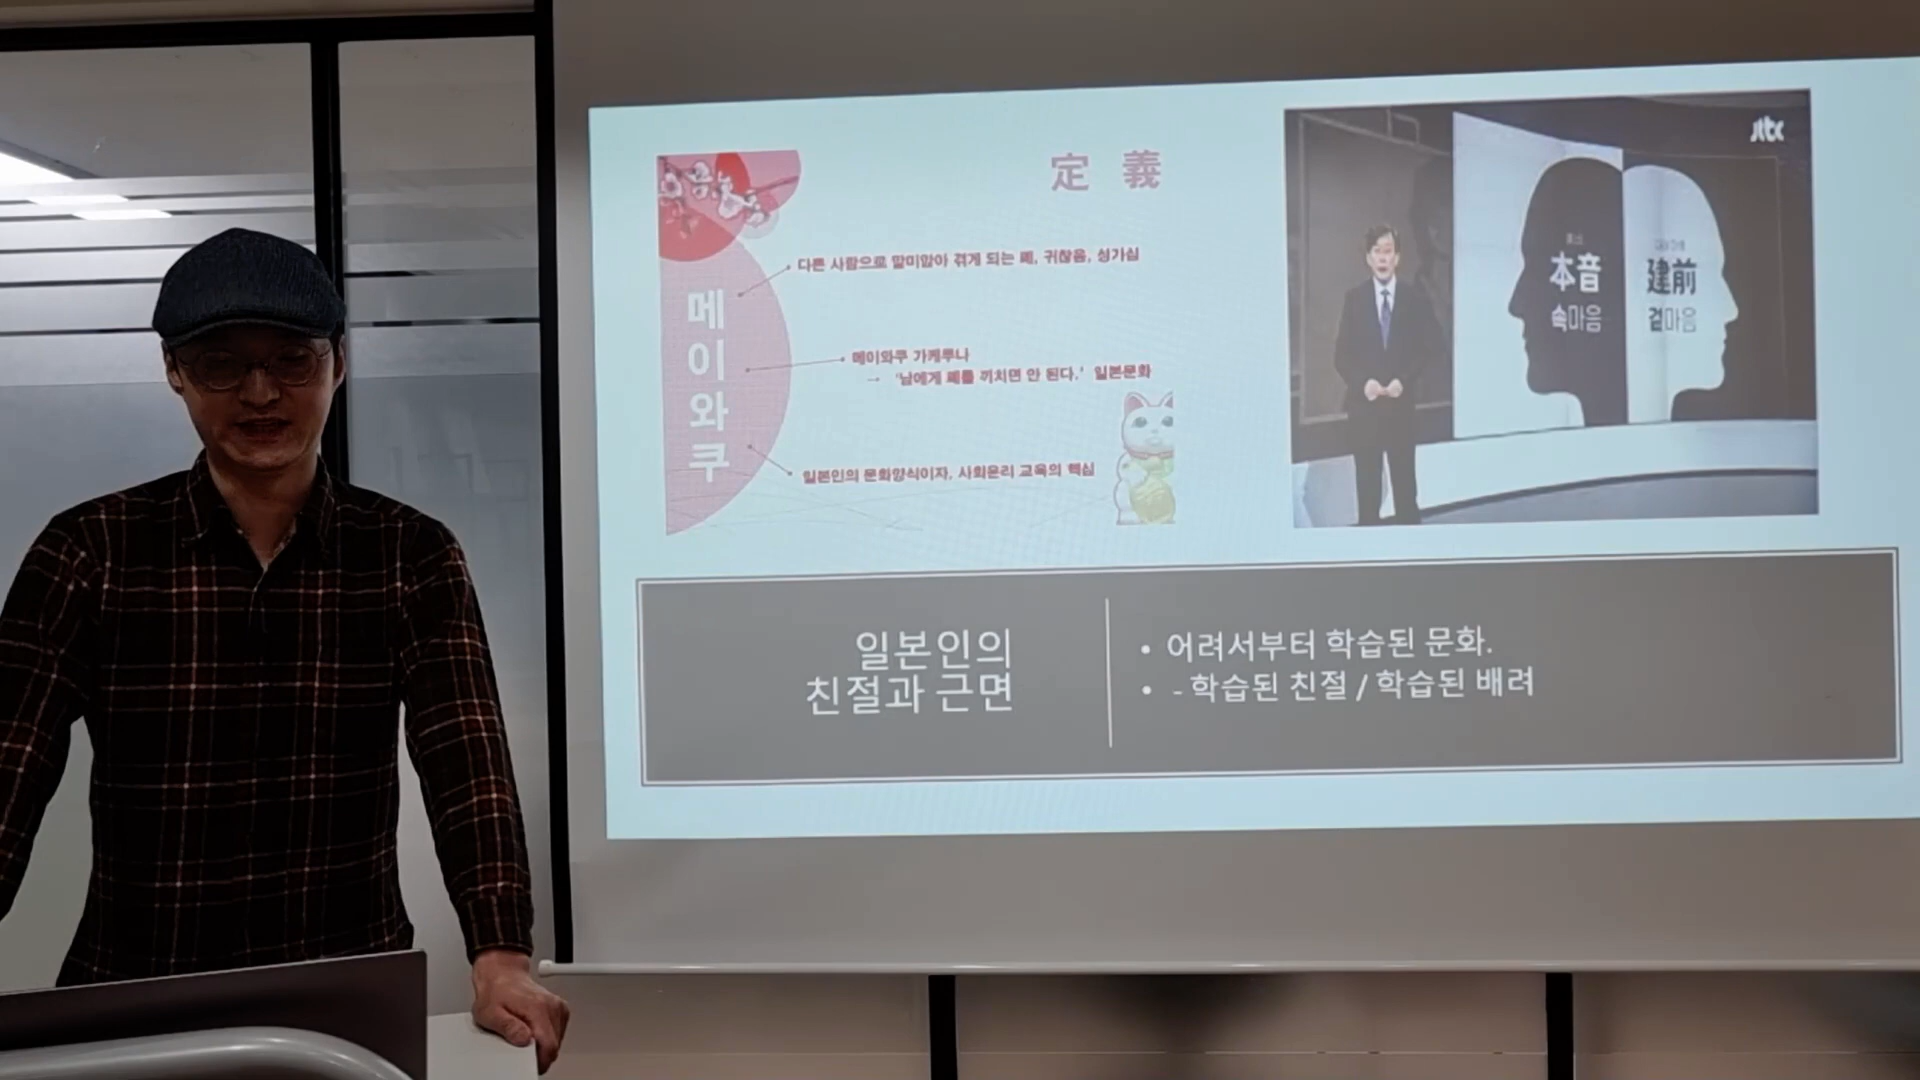 定 義
메이와쿠
다른 사람으로 말미암아 겪게 되는 폐, 귀찮음, 성가심
메이와쿠 가케루나
→ '남에게 폐를 끼치면 안 된다.' 일본문화
일본인의 문화양식이자, 사회윤리 교육의 핵심
jtbc
本音
속마음
建前
겉마음
일본인의
친절과 근면
• 어려서부터 학습된 문화.
• - 학습된 친절 / 학습된 배려